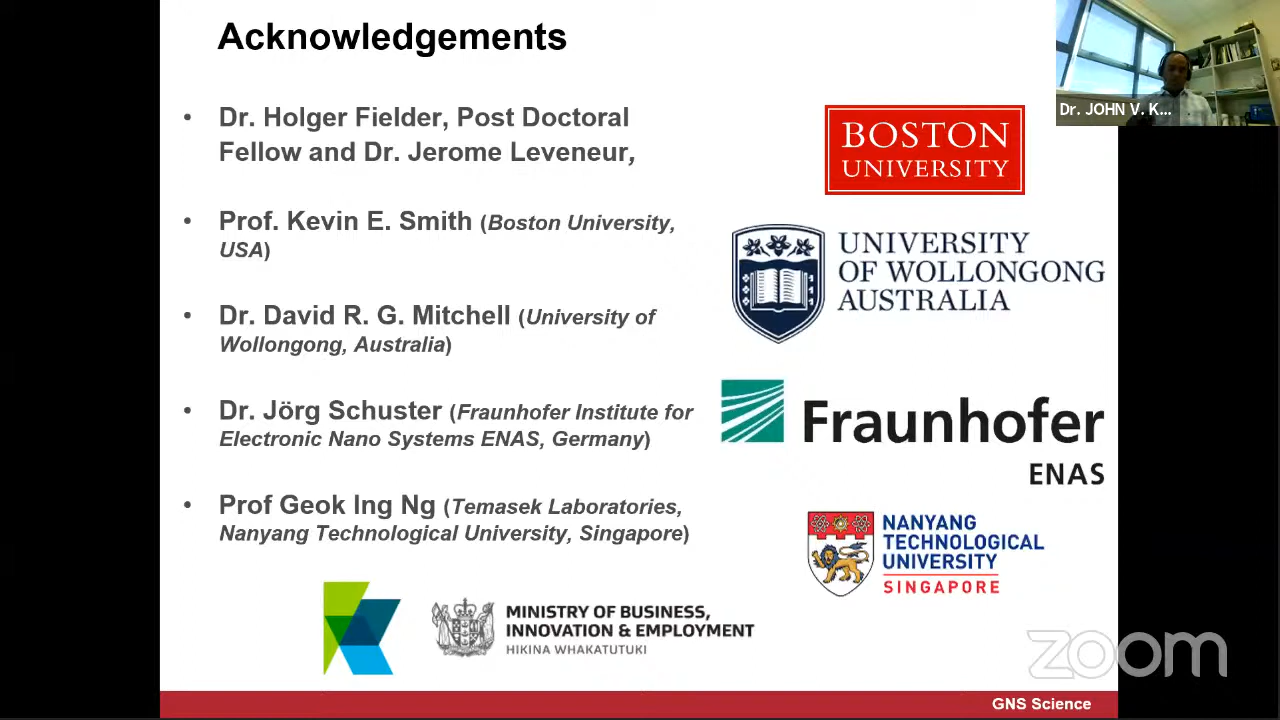 Acknowledgements
Dr. JOHN V. K...
• Dr. Holger Fielder, Post Doctoral
Fellow and Dr. Jerome Leveneur,
• Prof. Kevin E. Smith (Boston University,
USA)
• Dr. David R. G. Mitchell (University of
Wollongong, Australia)
• Dr. Jörg Schuster (Fraunhofer Institute for
Electronic Nano Systems ENAS, Germany)
• Prof Geok Ing Ng (Temasek Laboratories,
Nanyang Technological University, Singapore)
BOSTON
UNIVERSITY
UNIVERSITY
OF WOLLONGONG
AUSTRALIA
Fraunhofer
ENAS
NANYANG
TECHNOLOGICAL
UNIVERSITY
SINGAPORE
MINISTRY OF BUSINESS,
INNOVATION & EMPLOYMENT
HIKINA WHAKATUTUKI
zoom
GNS Science